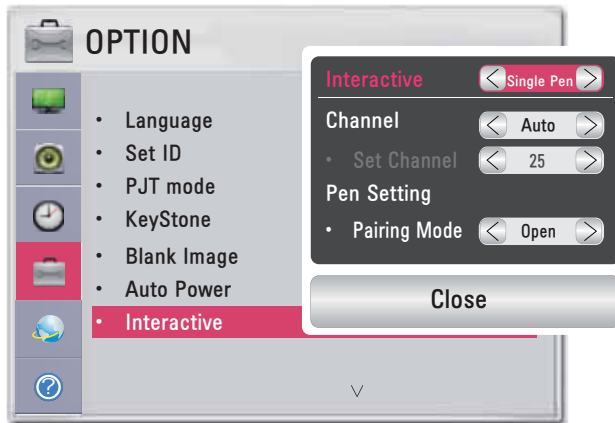 OPTION
• Language
• Set ID
• PJT mode
• KeyStone
• Blank Image
• Auto Power
• Interactive
Interactive Single Pen
Channel Auto
• Set Channel 25
Pen Setting
• Pairing Mode Open
Close